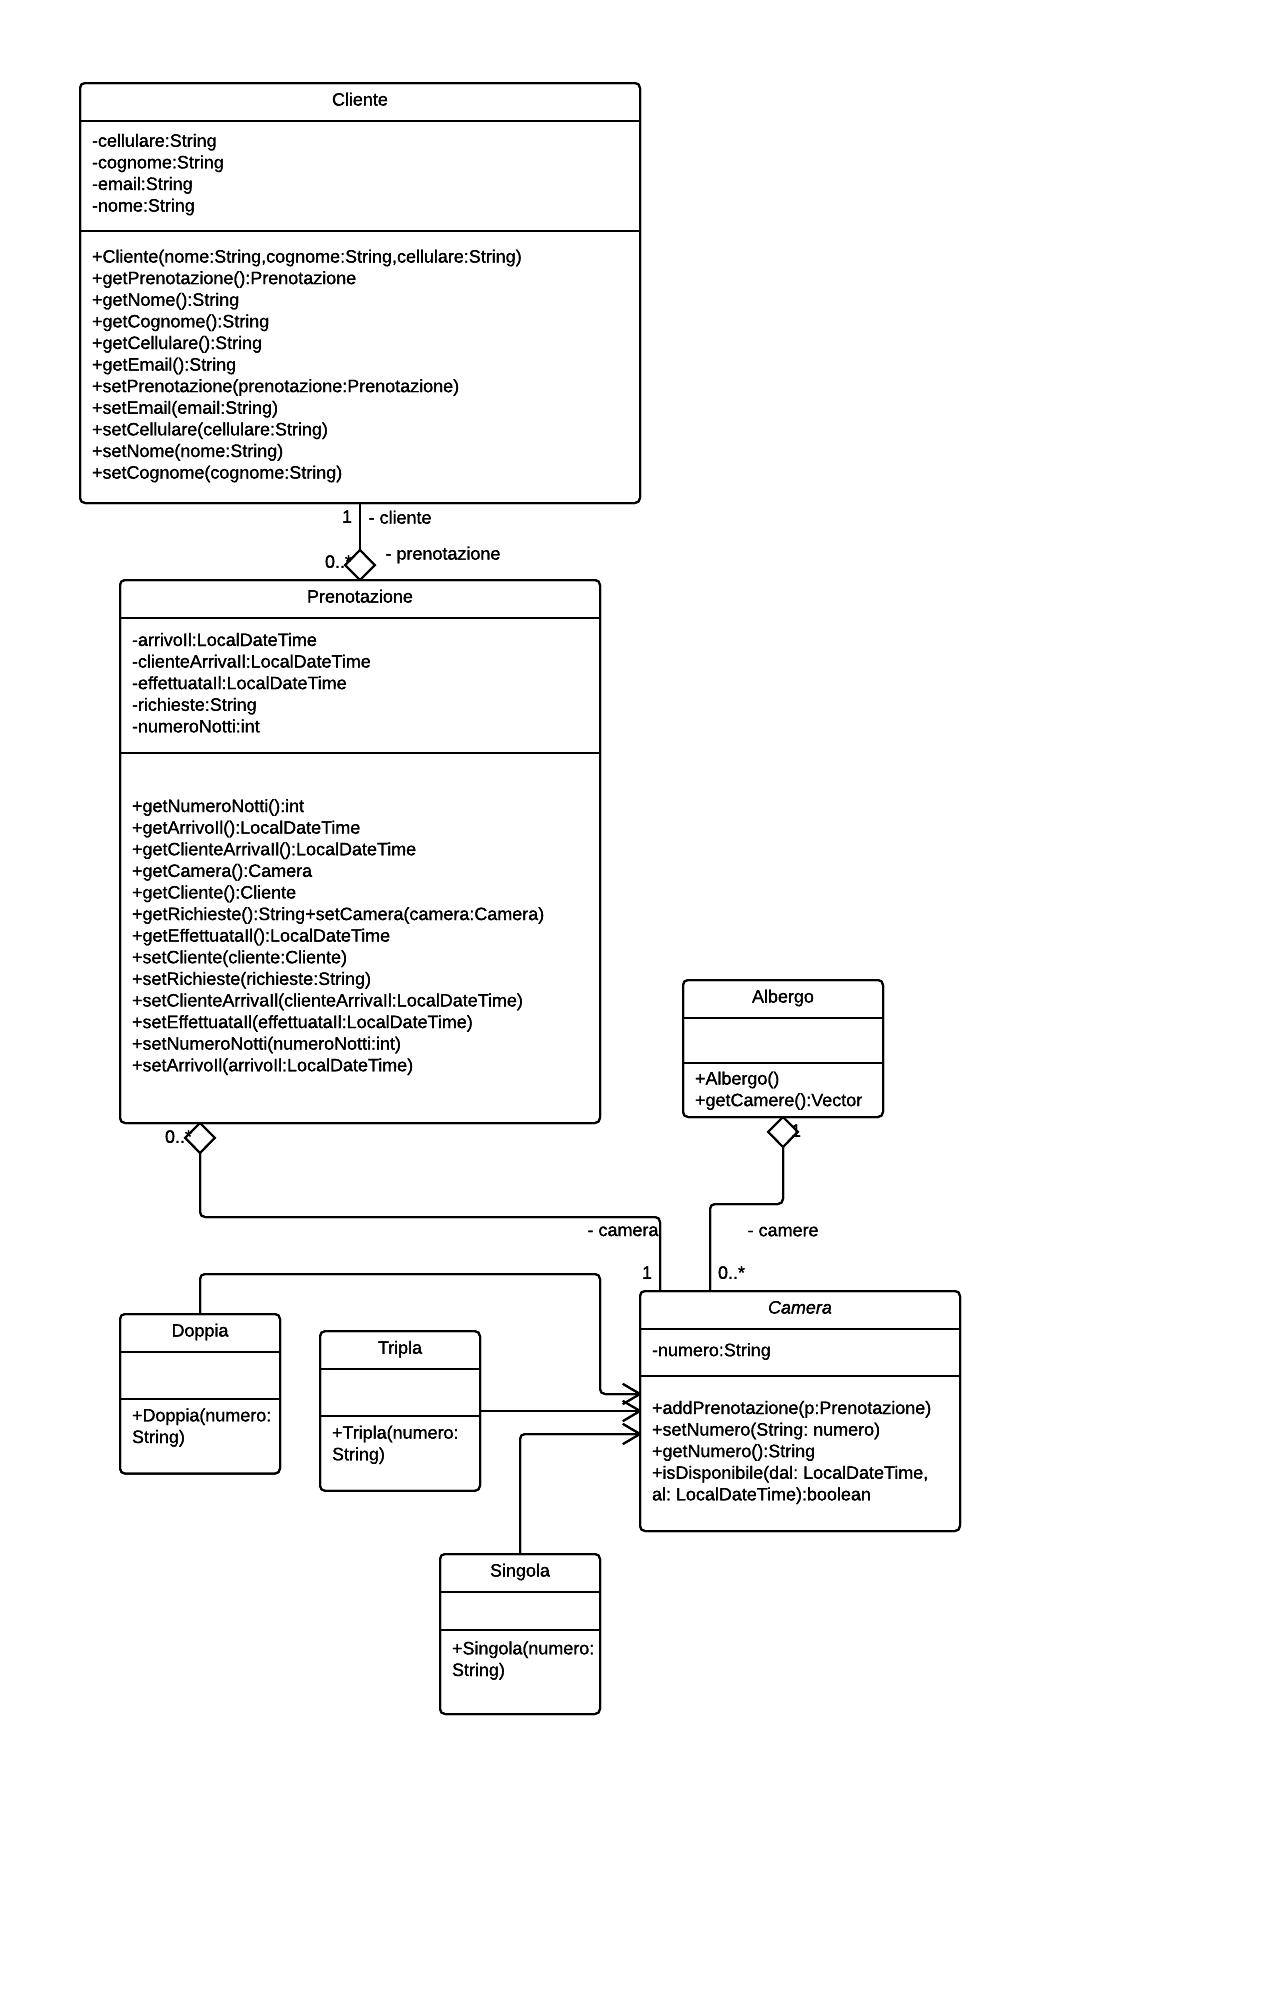 Cliente
-cellulare:String
-cognome:String
-email:String
-nome:String
+Cliente(nome:String,cognome:String,cellulare:String)
+getPrenotazione():Prenotazione
+getNome():String
+getCognome():String
+getCellulare():String
+getEmail():String
+setPrenotazione(prenotazione:Prenotazione)
+setEmail(email:String)
+setCellulare(cellulare:String)
+setNome(nome:String)
+setCognome(cognome:String)
1 - cliente
0..* - prenotazione
Prenotazione
-arrivoIl:LocalDateTime
-clienteArrivaIl:LocalDateTime
-effettuataIl:LocalDateTime
-richieste:String
-numeroNotti:int
+getNumeroNotti():int
+getArrivoIl():LocalDateTime
+getClienteArrivaIl():LocalDateTime
+getCamera():Camera
+getCliente():Cliente
+getRichieste():String+setCamera(camera:Camera)
+getEffettuataIl():LocalDateTime
+setCliente(cliente:Cliente)
+setRichieste(richieste:String)
+setClienteArrivaIl(clienteArrivaIl:LocalDateTime)
+setEffettuataIl(effettuataIl:LocalDateTime)
+setNumeroNotti(numeroNotti:int)
+setArrivoIl(arrivoIl:LocalDateTime)
Albergo
+Albergo()
+getCamere():Vector
0..*
1
- camera
- camere
1
0..*
Doppia
+Doppia(numero:
String)
Tripla
+Tripla(numero:
String)
Camera
-numero:String
+addPrenotazione(p:Prenotazione)
+setNumero(String: numero)
+getNumero():String
+isDisponibile(dal: LocalDateTime,
al: LocalDateTime):boolean
Singola
+Singola(numero:
String)